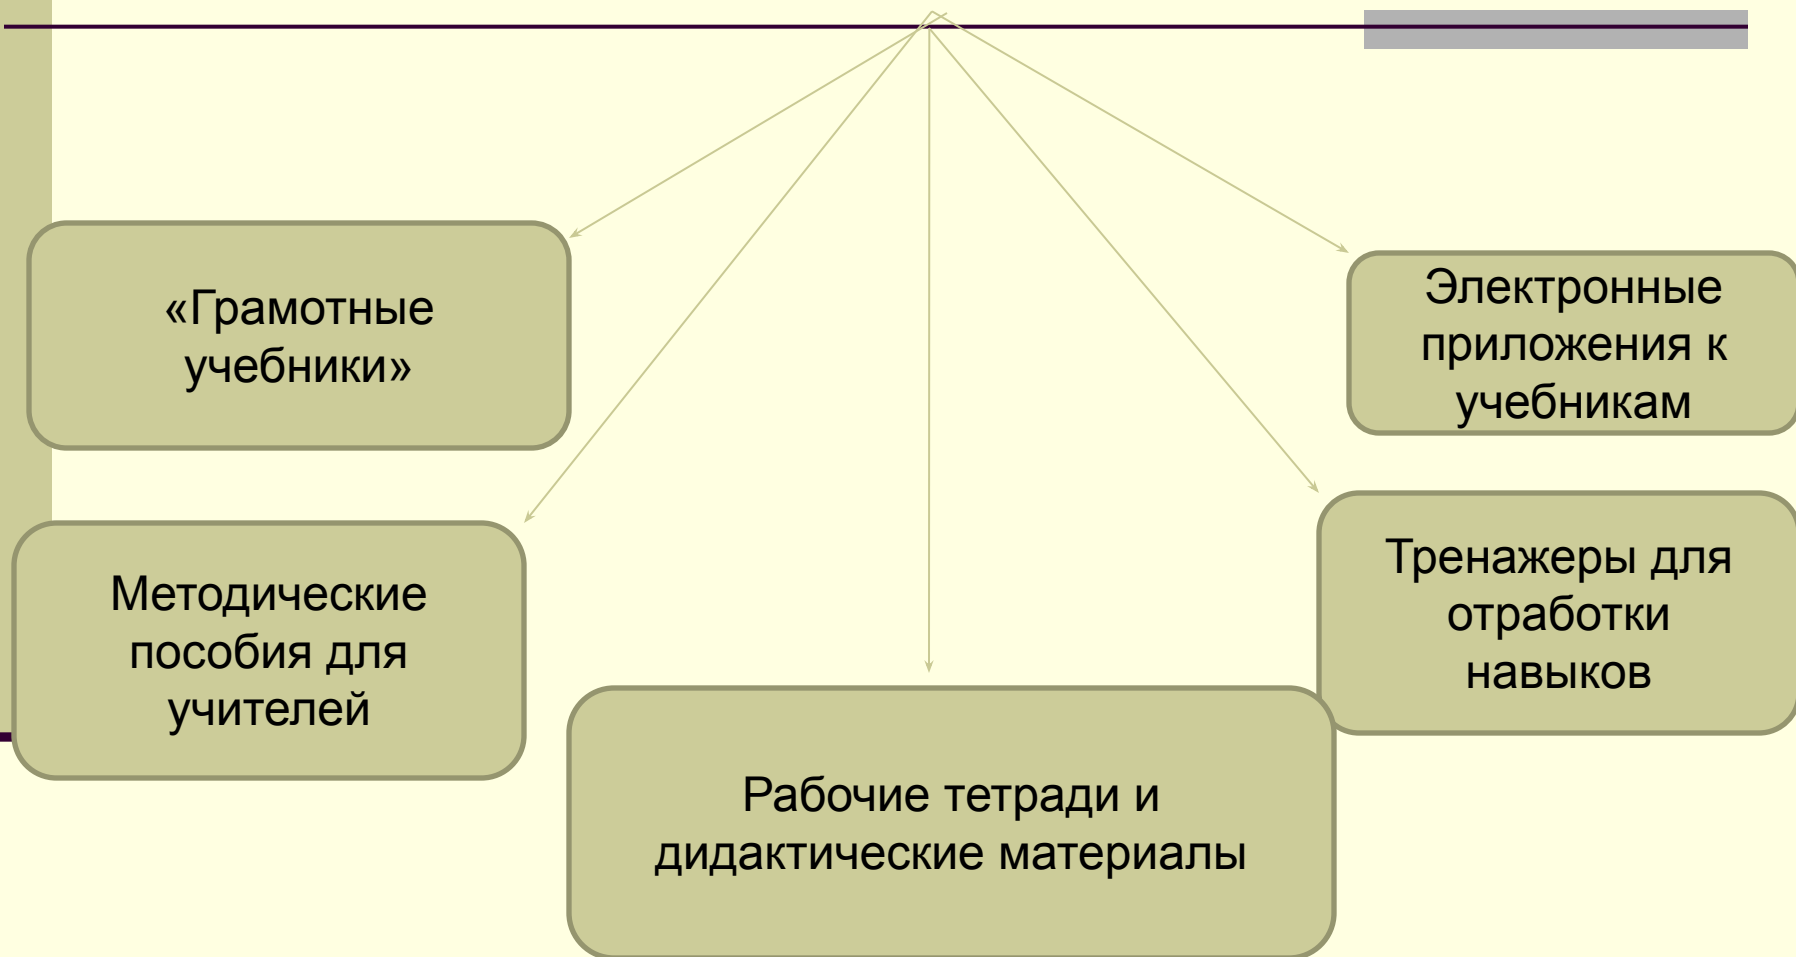 «Грамотные
учебники»
Электронные
приложения к
учебникам
Методические
пособия для
учителей
Тренажеры для
отработки
навыков
Рабочие тетради и
дидактические материалы